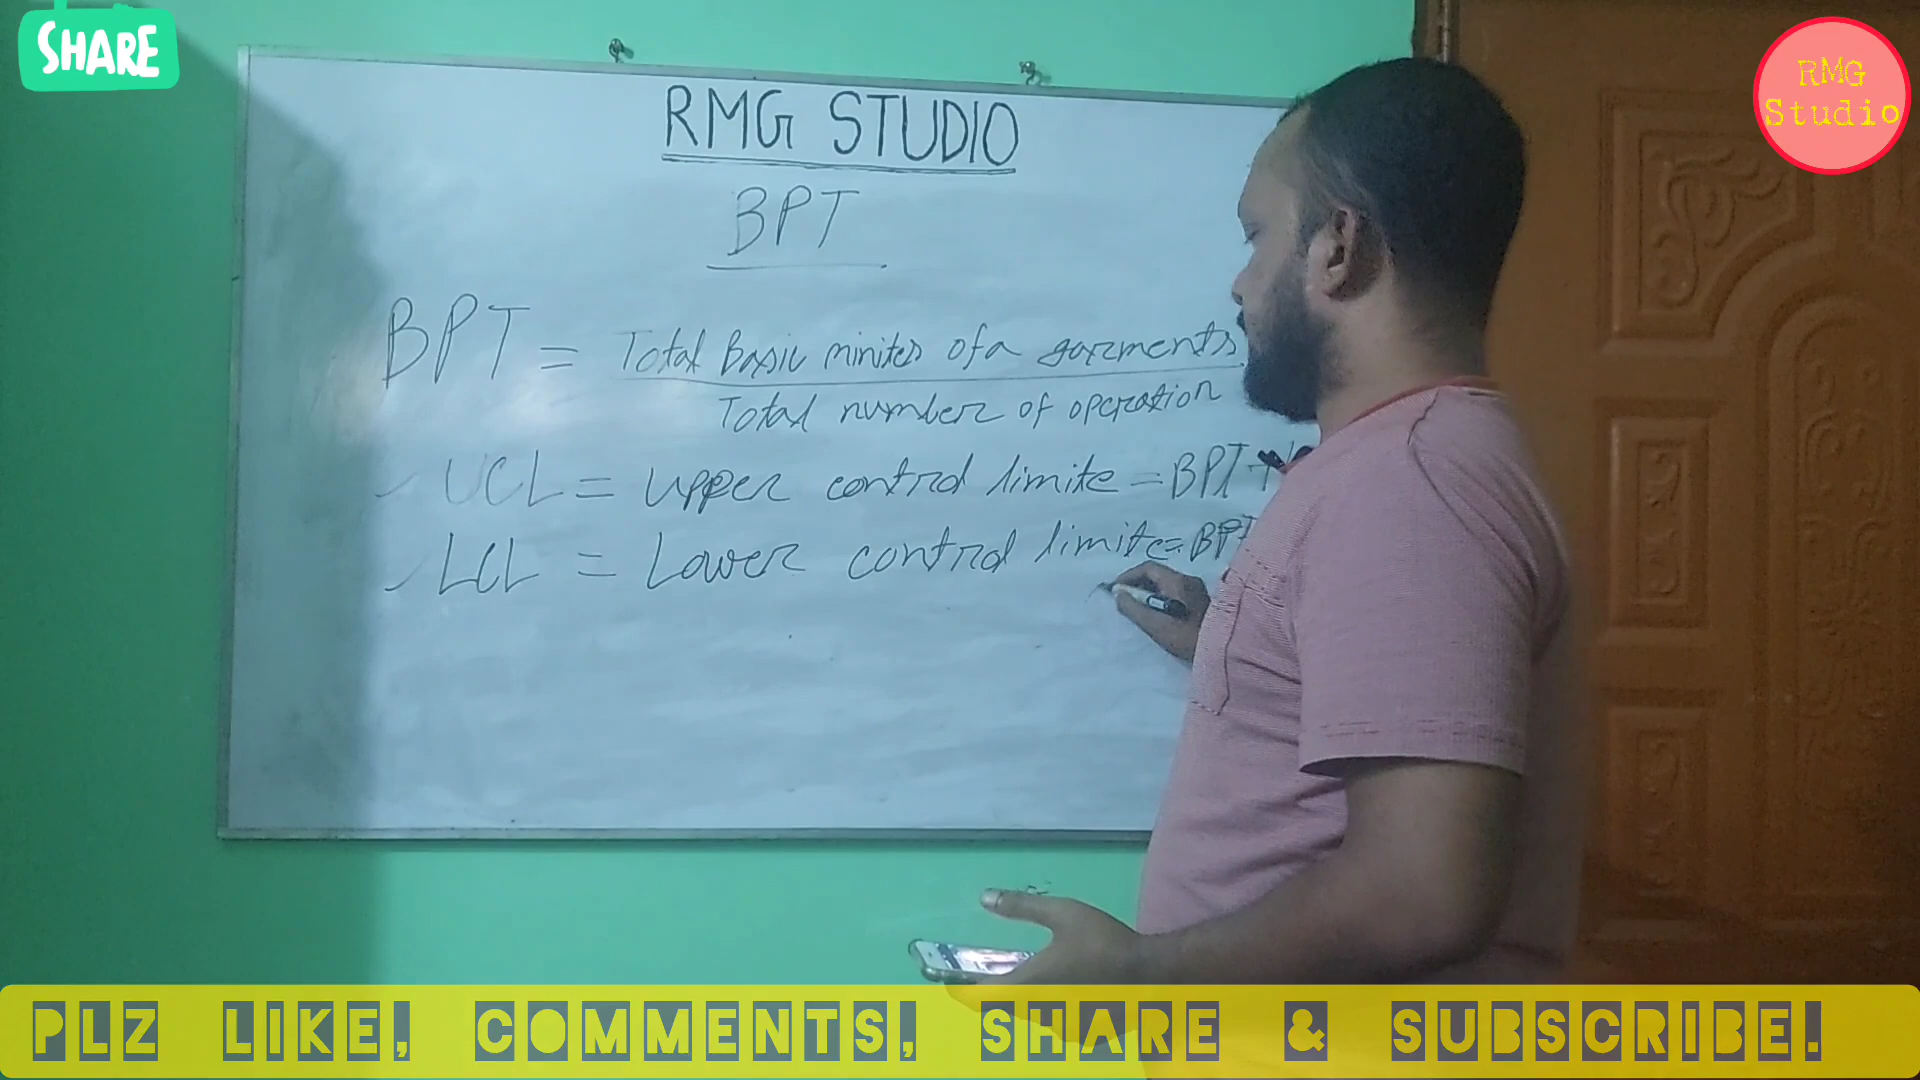 SHARE
RMG
Studio
RMG STUDIO
BPT
BPT = Total Basic minites of a garments
Total number of operation
UCL = Upper control limite = BPT +
LCL = Lower control limite = BPT
PLZ LIKE, COMMENTS, SHARE & SUBSCRIBE!